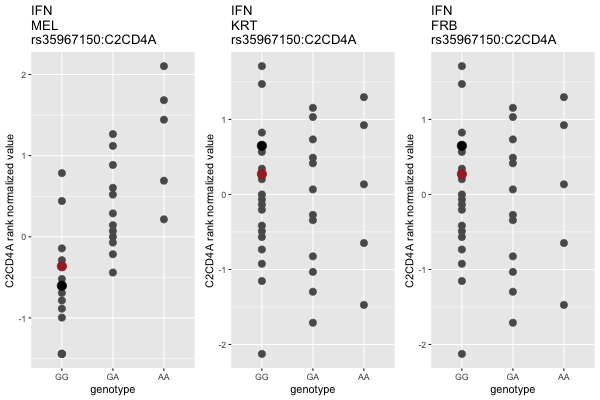 IFN
MEL
rs35967150:C2CD4A
C2CD4A rank normalized value
2
1
0
-1
GG
GA
AA
genotype
IFN
KRT
rs35967150:C2CD4A
C2CD4A rank normalized value
1
0
-1
-2
GG
GA
AA
genotype
IFN
FRB
rs35967150:C2CD4A
C2CD4A rank normalized value
1
0
-1
-2
GG
GA
AA
genotype